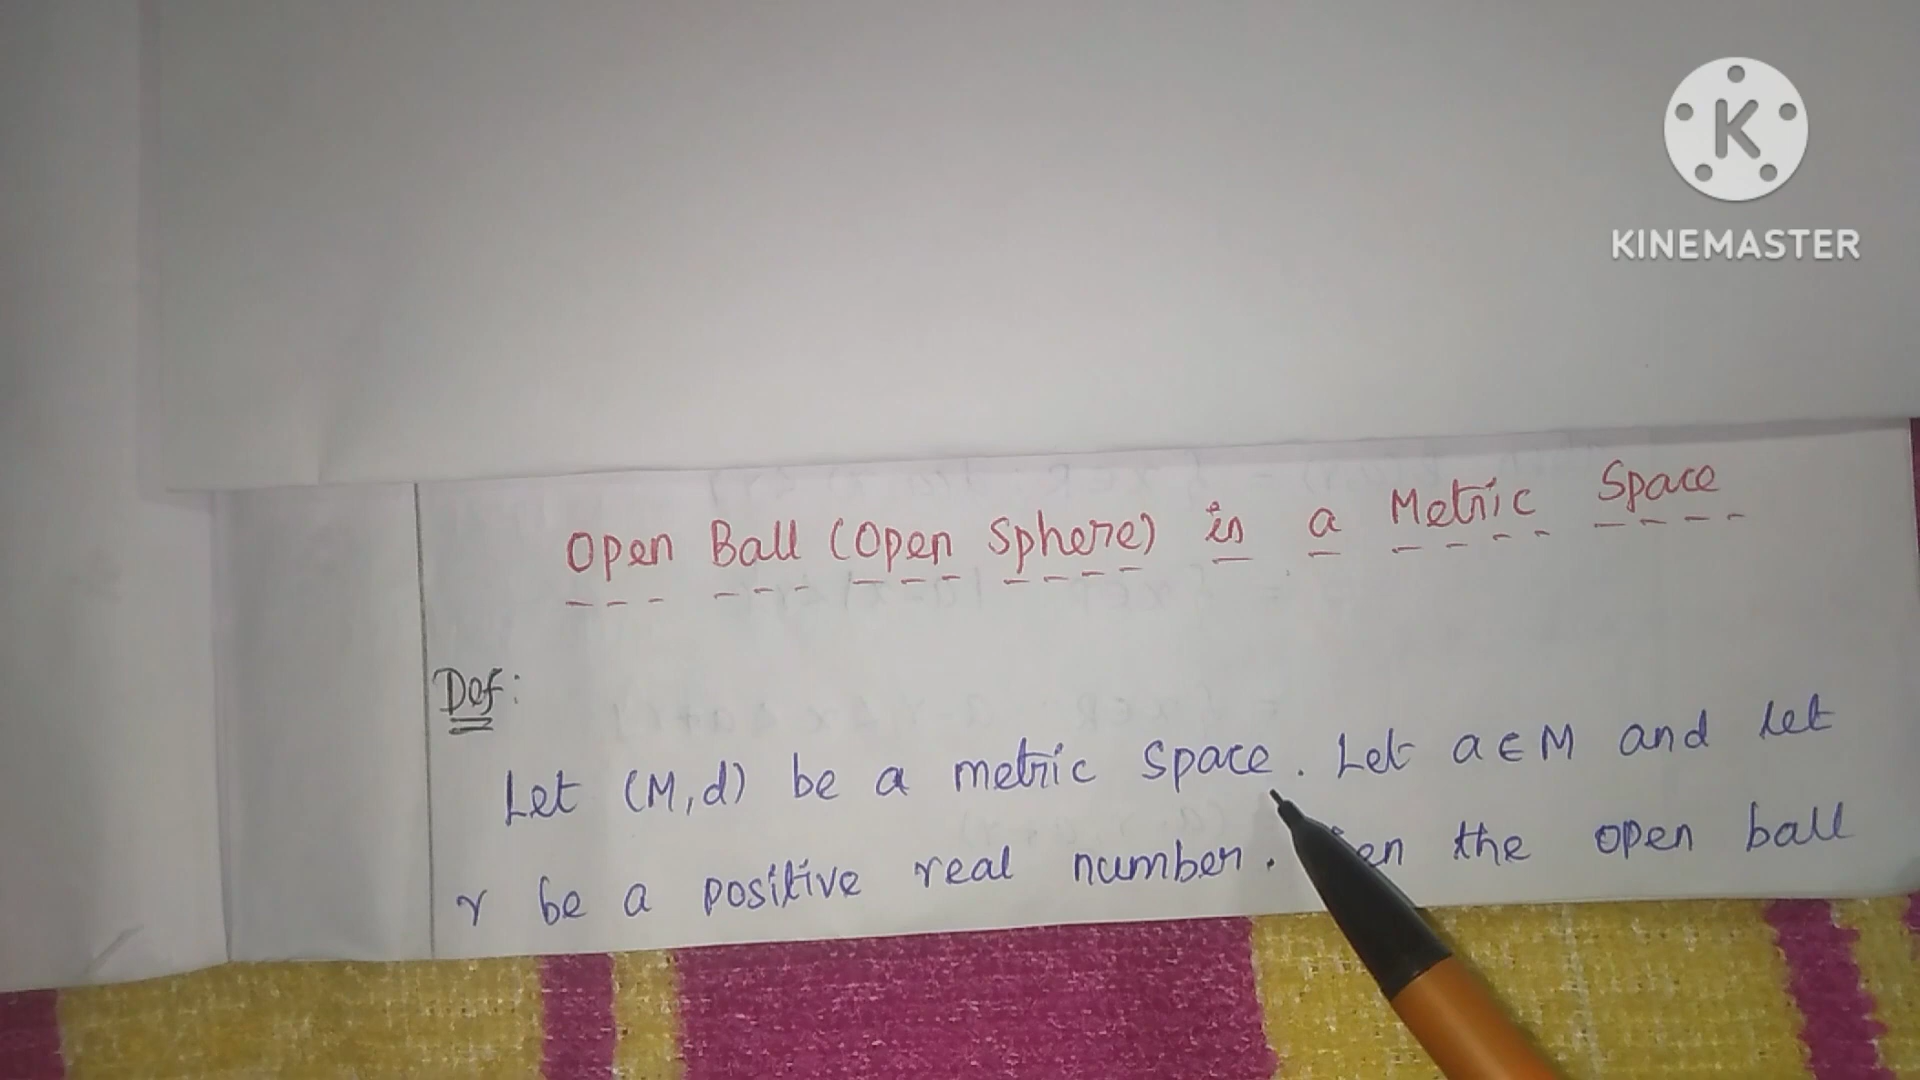 KINEMASTER
Open Ball (Open Sphere) in a Metric Space
Def:
Let (M,d) be a metric space. Let a∈M and let
r be a positive real number. en the open ball